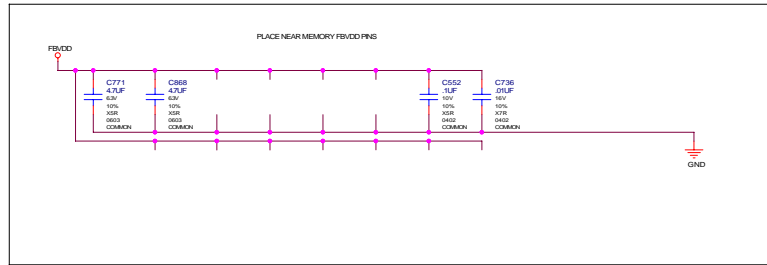 PLACE NEAR MEMORY FBVDD PINS
FBVDD
C771
4.7UF
6.3V
10%
X5R
0603
COMMON
C868
4.7UF
6.3V
10%
X5R
0603
COMMON
C552
.1UF
10V
10%
X5R
0402
COMMON
C736
.01UF
16V
10%
X7R
0402
COMMON
GND